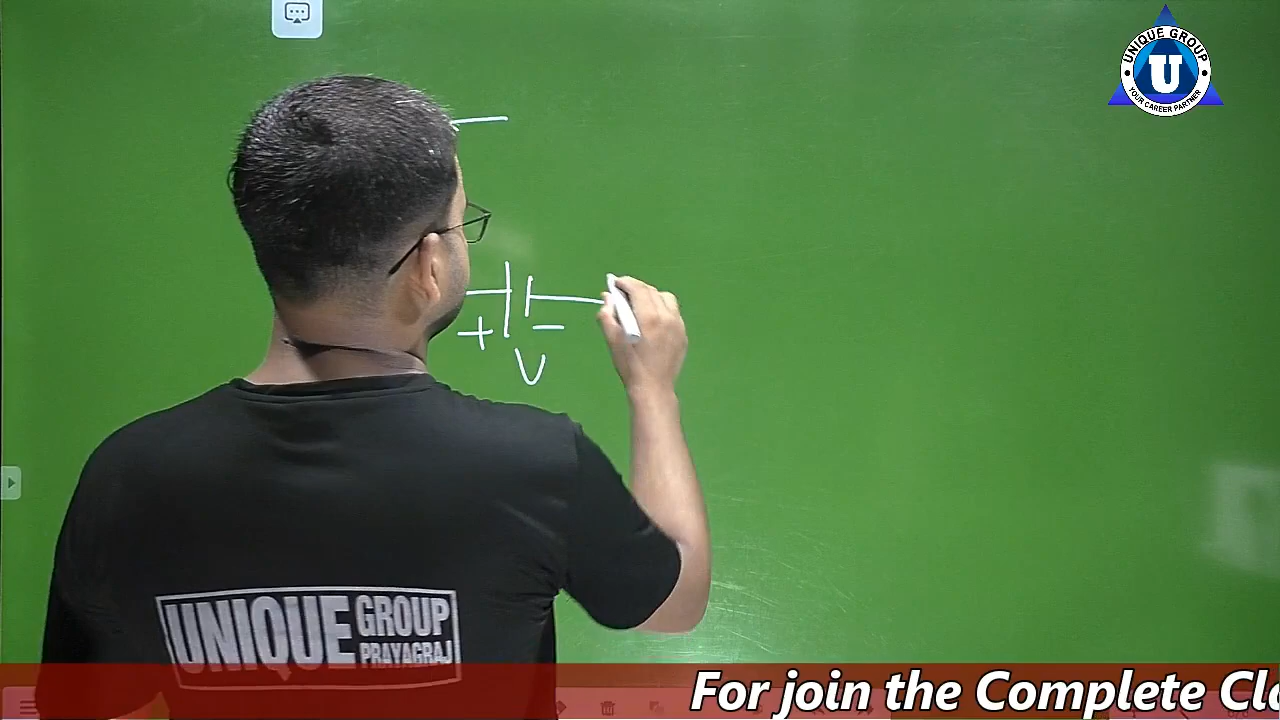 UNIQUE GROUP
U
YOUR CAREER PARTNER
+ −
V
UNIQUE GROUP
PRAYAGRAJ
For join the Complete Cl